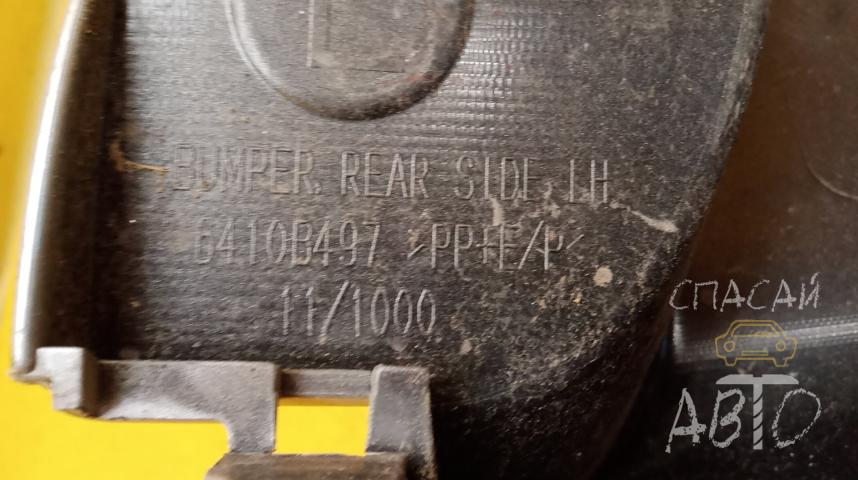 L
BUMPER, REAR SIDE, LH
6410B497 >PP+E/P<
11/1000
СПАСАЙ
АВТО